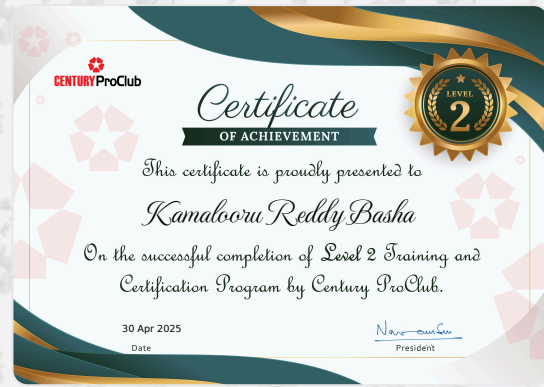 CENTURY ProClub
Certificate
OF ACHIEVEMENT
LEVEL
2
This certificate is proudly presented to
Kamalooru Reddy Basha
On the successful completion of Level 2 Training and
Certification Program by Century ProClub.
30 Apr 2025
Date
President